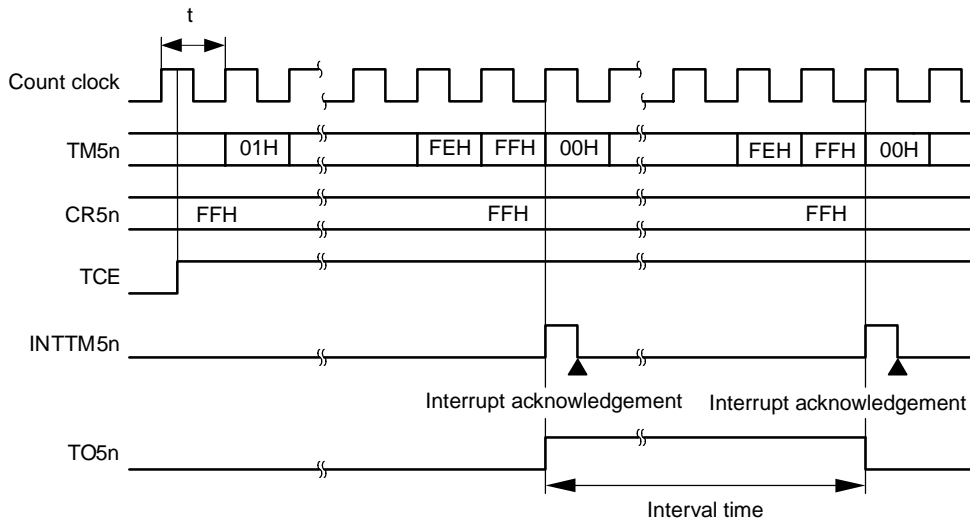 t
Count clock
TM5n 01H FEH FFH 00H FEH FFH 00H
CR5n FFH FFH FFH
TCE
INTTM5n
Interrupt acknowledgement Interrupt acknowledgement
TO5n
Interval time